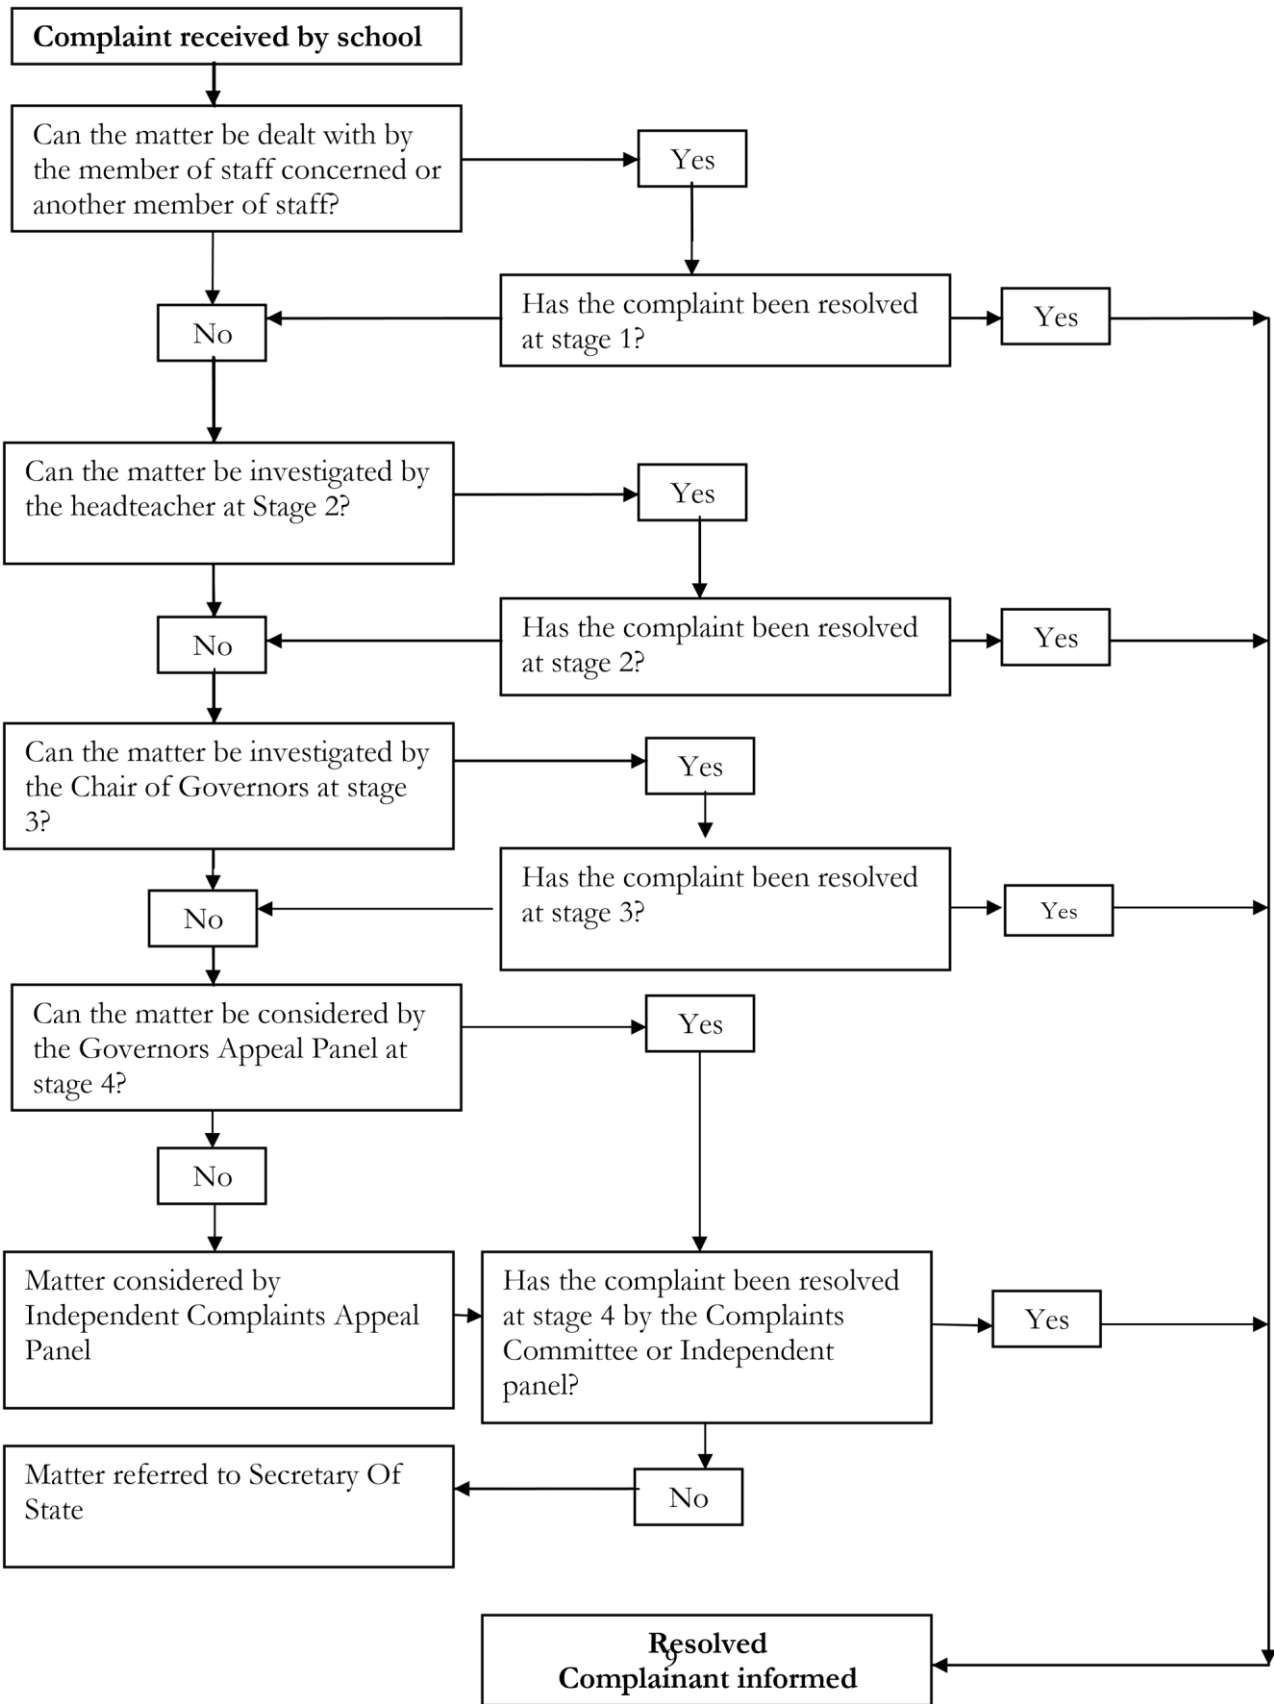 Complaint received by school
Can the matter be dealt with by
the member of staff concerned or
another member of staff?
Yes
Has the complaint been resolved
at stage 1?
Yes
No
Can the matter be investigated by
the headteacher at Stage 2?
Yes
Has the complaint been resolved
at stage 2?
Yes
No
Can the matter be investigated by
the Chair of Governors at stage
3?
Yes
Has the complaint been resolved
at stage 3?
Yes
No
Can the matter be considered by
the Governors Appeal Panel at
stage 4?
Yes
No
Matter considered by
Independent Complaints Appeal
Panel
Has the complaint been resolved
at stage 4 by the Complaints
Committee or Independent
panel?
Yes
No
Matter referred to Secretary Of
State
Resolved
9
Complainant informed